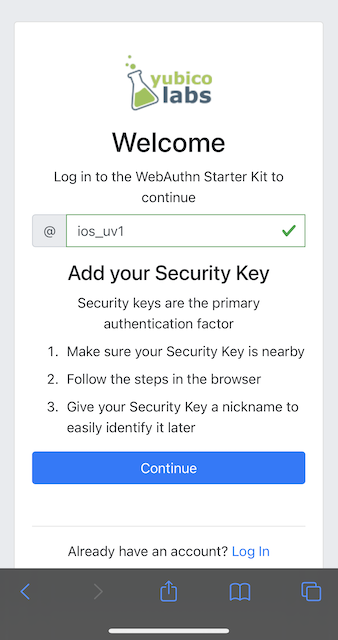 yubico
labs
Welcome
Log in to the WebAuthn Starter Kit to
continue
@ ios_uv1
Add your Security Key
Security keys are the primary
authentication factor
1. Make sure your Security Key is nearby
2. Follow the steps in the browser
3. Give your Security Key a nickname to
easily identify it later
Continue
Already have an account? Log In